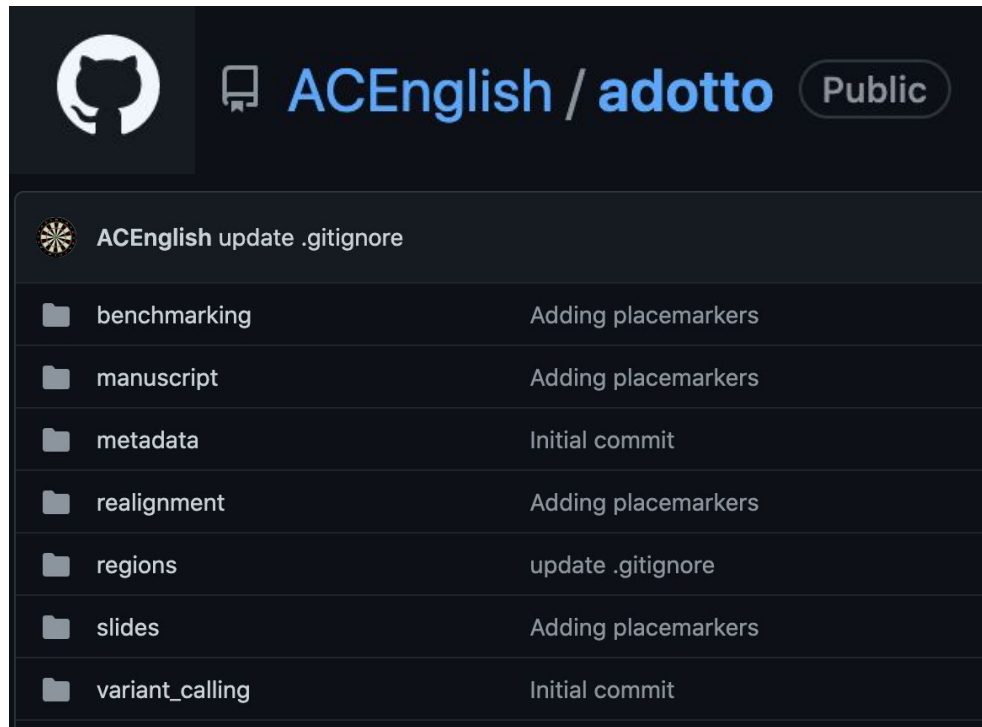 ACEnglish / adotto Public
ACEnglish update .gitignore
benchmarking Adding placemarkers
manuscript Adding placemarkers
metadata Initial commit
realignment Adding placemarkers
regions update .gitignore
slides Adding placemarkers
variant_calling Initial commit